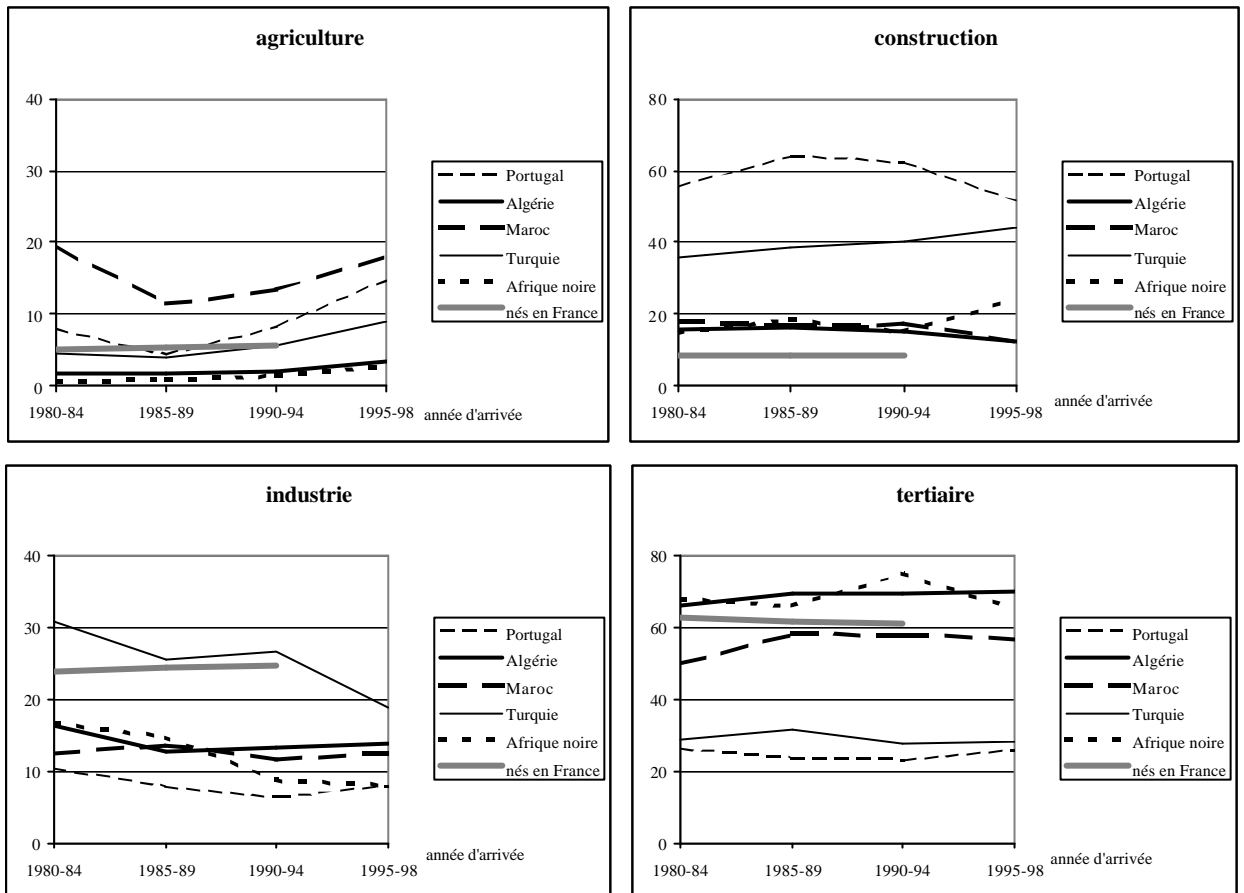 agriculture
40
30
20
10
0
1980-84 1985-89 1990-94 1995-98
année d'arrivée
Portugal
Algérie
Maroc
Turquie
Afrique noire
nés en France
construction
80
60
40
20
0
1980-84 1985-89 1990-94 1995-98
année d'arrivée
Portugal
Algérie
Maroc
Turquie
Afrique noire
nés en France
industrie
40
30
20
10
0
1980-84 1985-89 1990-94 1995-98
année d'arrivée
Portugal
Algérie
Maroc
Turquie
Afrique noire
nés en France
tertiaire
80
60
40
20
0
1980-84 1985-89 1990-94 1995-98
année d'arrivée
Portugal
Algérie
Maroc
Turquie
Afrique noire
nés en France